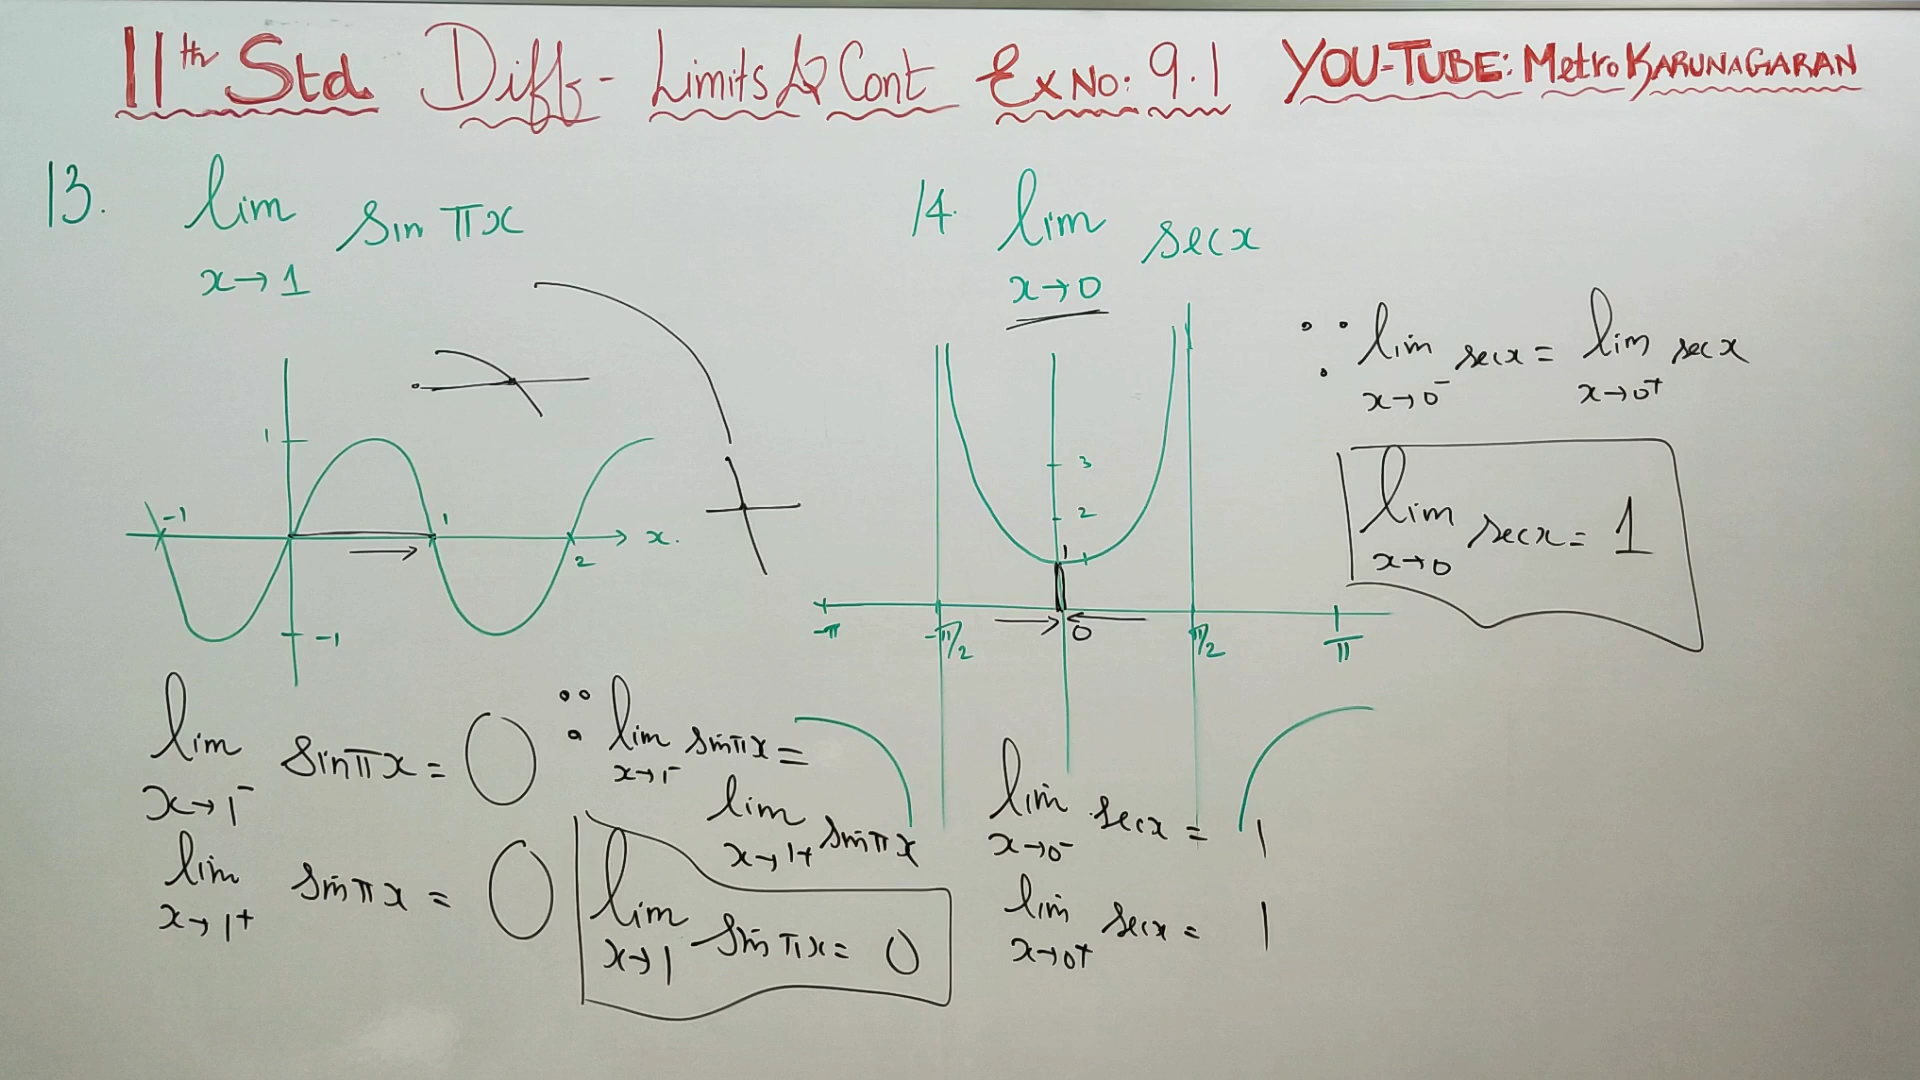 11th Std Diff - Limits & Cont Ex No: 9.1 YOU-TUBE: Metro KARUNAGARAN
13. lim sin πx
x→1
14. lim sec x
x→0
1
-1
1
2
x.
-1
3
2
1
-π
-π/2
0
π/2
π
∵ lim sec x = lim sec x
x→0⁻ x→0⁺
lim sec x = 1
x→0
lim sin πx = 0
x→1⁻
lim sin πx = 0
x→1+
∵ lim sin πx =
x→1⁻
lim sin πx
x→1+
lim sin πx = 0
x→1
lim sec x = 1
x→0⁻
lim sec x = 1
x→0+